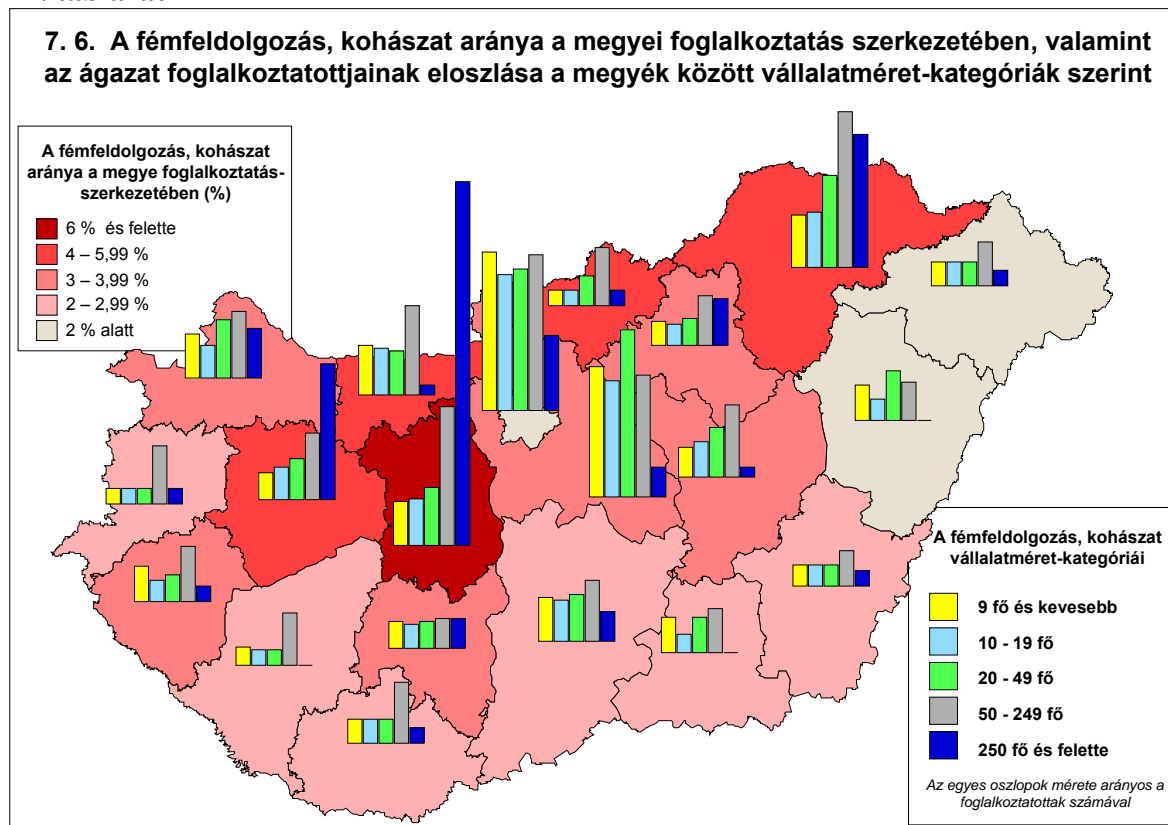 7. 6. A fémfeldolgozás, kohászat aránya a megyei foglalkoztatás szerkezetében, valamint
az ágazat foglalkoztatottjainak eloszlása a megyék között vállalatméret-kategóriák szerint
A fémfeldolgozás, kohászat
aránya a megye foglalkoztatás-
szerkezetében (%)
6 % és felette
4 – 5,99 %
3 – 3,99 %
2 – 2,99 %
2 % alatt
A fémfeldolgozás, kohászat
vállalatméret-kategóriái
9 fő és kevesebb
10 - 19 fő
20 - 49 fő
50 - 249 fő
250 fő és felette
Az egyes oszlopok mérete arányos a
foglalkoztatottak számával